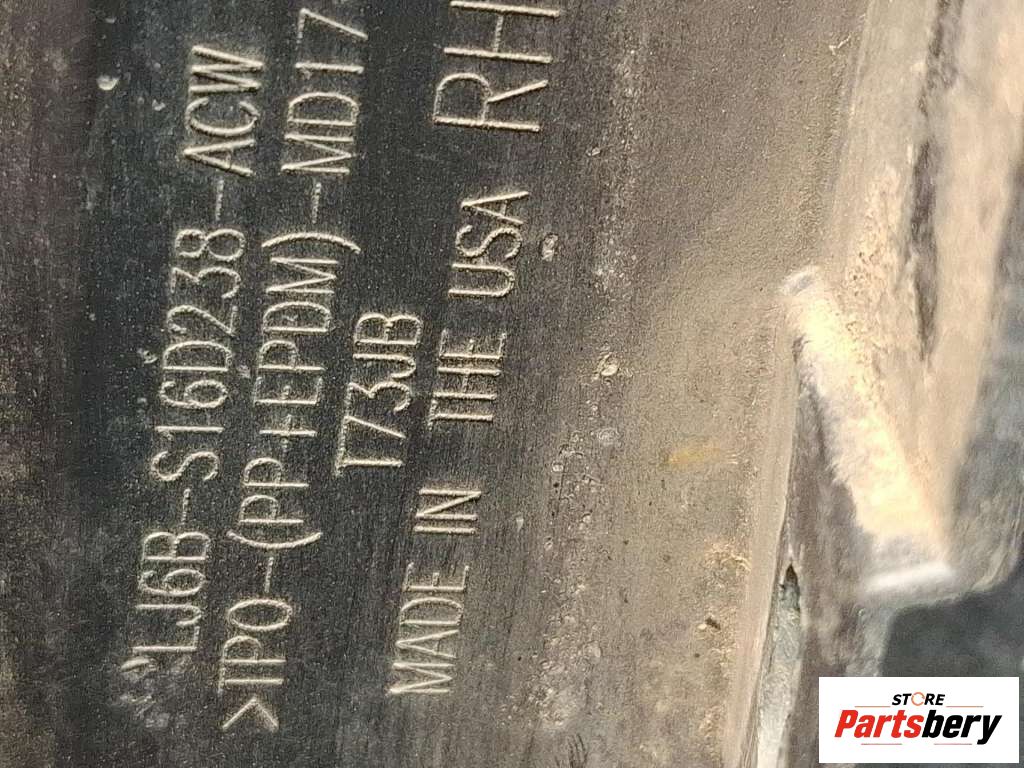 LJ6B-S16D238-ACW
>TPO-(PP+EPDM)-MD17
T73JB
MADE IN THE USA RH
STORE
Partsbery